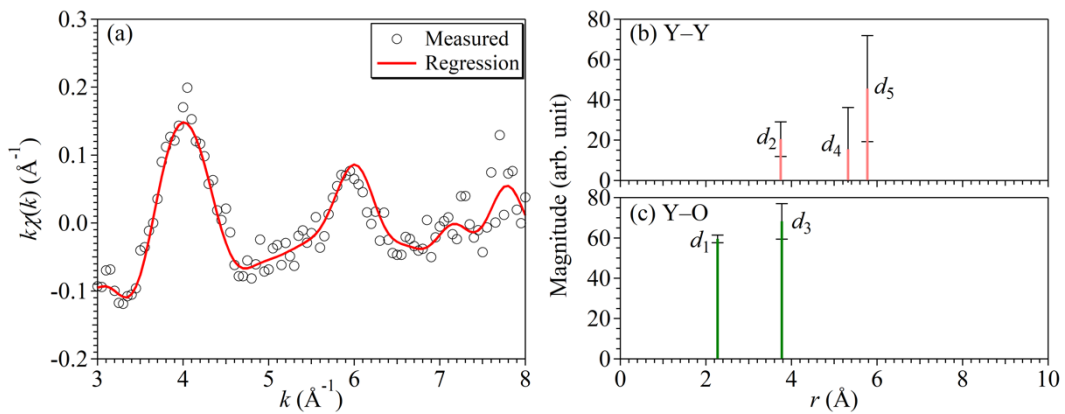 (a)
Measured
Regression
0.3
0.2
0.1
0.0
-0.1
-0.2
kχ(k) (Å⁻¹)
3 4 5 6 7 8
k (Å⁻¹)
(b) Y–Y
80
60
40
20
0
d₂
d₄
d₅
Magnitude (arb. unit)
(c) Y–O
80
60
40
20
0
d₁
d₃
0 2 4 6 8 10
r (Å)